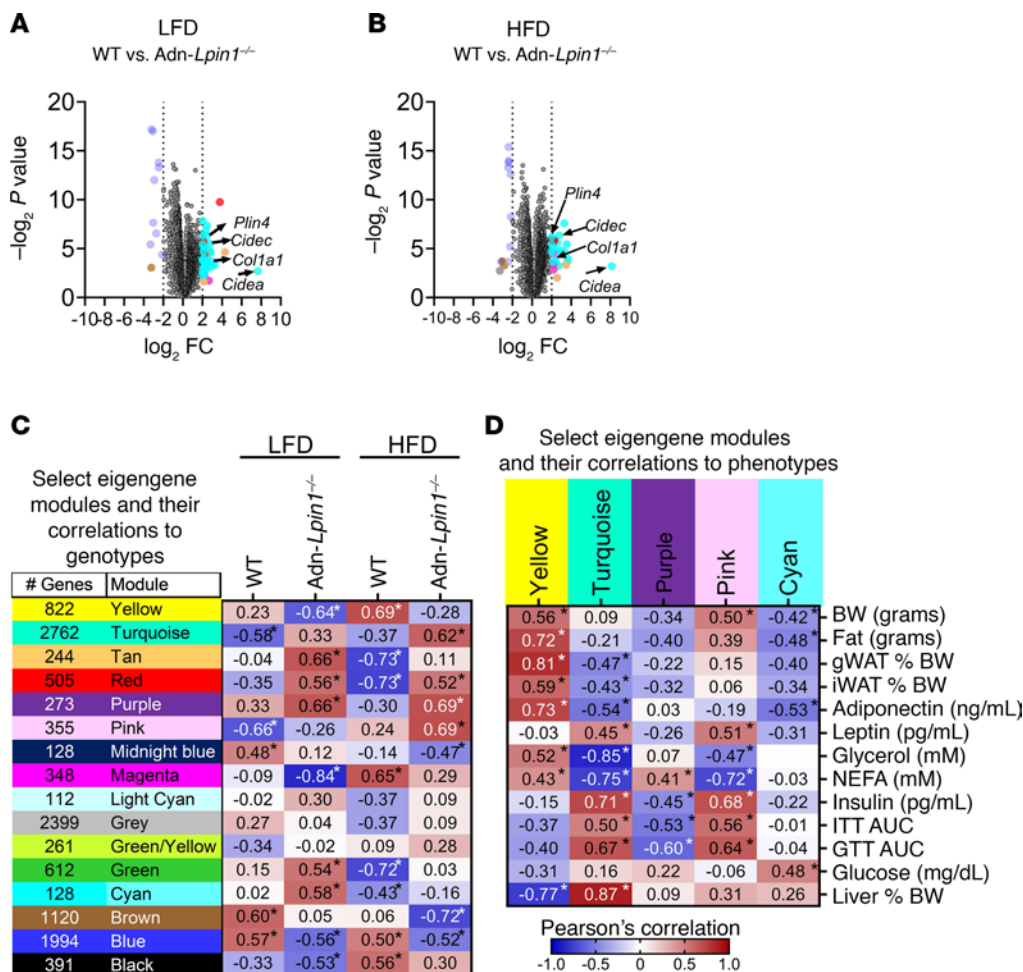 A
LFD
WT vs. Adn-Lpin1–/–
–log2 P value
20
15
10
5
0
Plin4
Cidec
Col1a1
Cidea
-10 -8 -6 -4 -2 0 2 4 6 8 10
log2 FC
B
HFD
WT vs. Adn-Lpin1–/–
–log2 P value
20
15
10
5
0
Plin4
Cidec
Col1a1
Cidea
-10 -8 -6 -4 -2 0 2 4 6 8 10
log2 FC
C
Select eigengene
modules and their
correlations to
genotypes
LFD HFD
WT Adn-Lpin1–/– WT Adn-Lpin1–/–
# Genes Module
822 Yellow 0.23 -0.64* 0.69* -0.28
2762 Turquoise -0.58* 0.33 -0.37 0.62*
244 Tan -0.04 0.66* -0.73* 0.11
505 Red -0.35 0.56* -0.73* 0.52*
273 Purple 0.33 0.66* -0.30 0.69*
355 Pink -0.66* -0.26 0.24 0.69*
128 Midnight blue 0.48* 0.12 -0.14 -0.47*
348 Magenta -0.09 -0.84* 0.65* 0.29
112 Light Cyan -0.02 0.30 -0.37 0.09
2399 Grey 0.27 0.04 -0.37 0.09
261 Green/Yellow -0.34 -0.02 0.09 0.28
612 Green 0.15 0.54* -0.72* 0.03
128 Cyan 0.02 0.58* -0.43* -0.16
1120 Brown 0.60* 0.05 0.06 -0.72*
1994 Blue 0.57* -0.56* 0.50* -0.52*
391 Black -0.33 -0.53* 0.56* 0.30
D
Select eigengene modules
and their correlations to phenotypes
Yellow Turquoise Purple Pink Cyan
0.56* 0.09 -0.34 0.50* -0.42* BW (grams)
0.72* -0.21 -0.40 0.39 -0.48* Fat (grams)
0.81* -0.47* -0.22 0.15 -0.40 gWAT % BW
0.59* -0.43* -0.32 0.06 -0.34 iWAT % BW
0.73* -0.54* 0.03 -0.19 -0.53* Adiponectin (ng/mL)
-0.03 0.45* -0.26 0.51* -0.31 Leptin (pg/mL)
0.52* -0.85* 0.07 -0.47* Glycerol (mM)
0.43* -0.75* 0.41* -0.72* -0.03 NEFA (mM)
-0.15 0.71* -0.45* 0.68* -0.22 Insulin (pg/mL)
-0.37 0.50* -0.53* 0.56* -0.01 ITT AUC
-0.40 0.67* -0.60* 0.64* -0.04 GTT AUC
-0.31 0.16 0.22 -0.06 0.48* Glucose (mg/dL)
-0.77* 0.87* 0.09 0.31 0.26 Liver % BW
Pearson's correlation
-1.0 -0.5 0 0.5 1.0